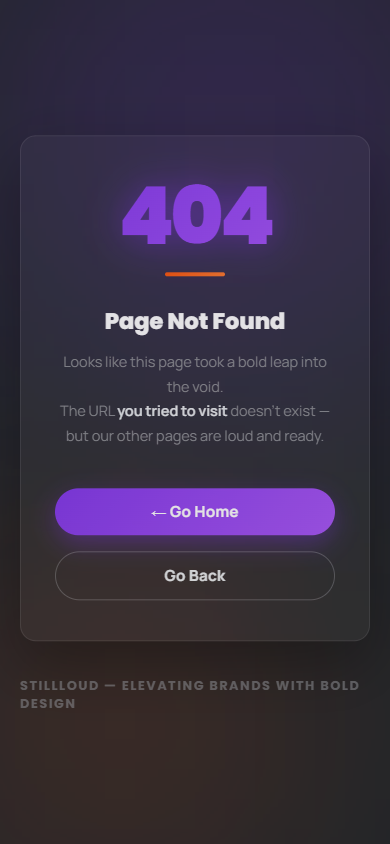 404
Page Not Found
Looks like this page took a bold leap into
the void.
The URL you tried to visit doesn't exist —
but our other pages are loud and ready.
← Go Home
Go Back
STILLLOUD — ELEVATING BRANDS WITH BOLD
DESIGN